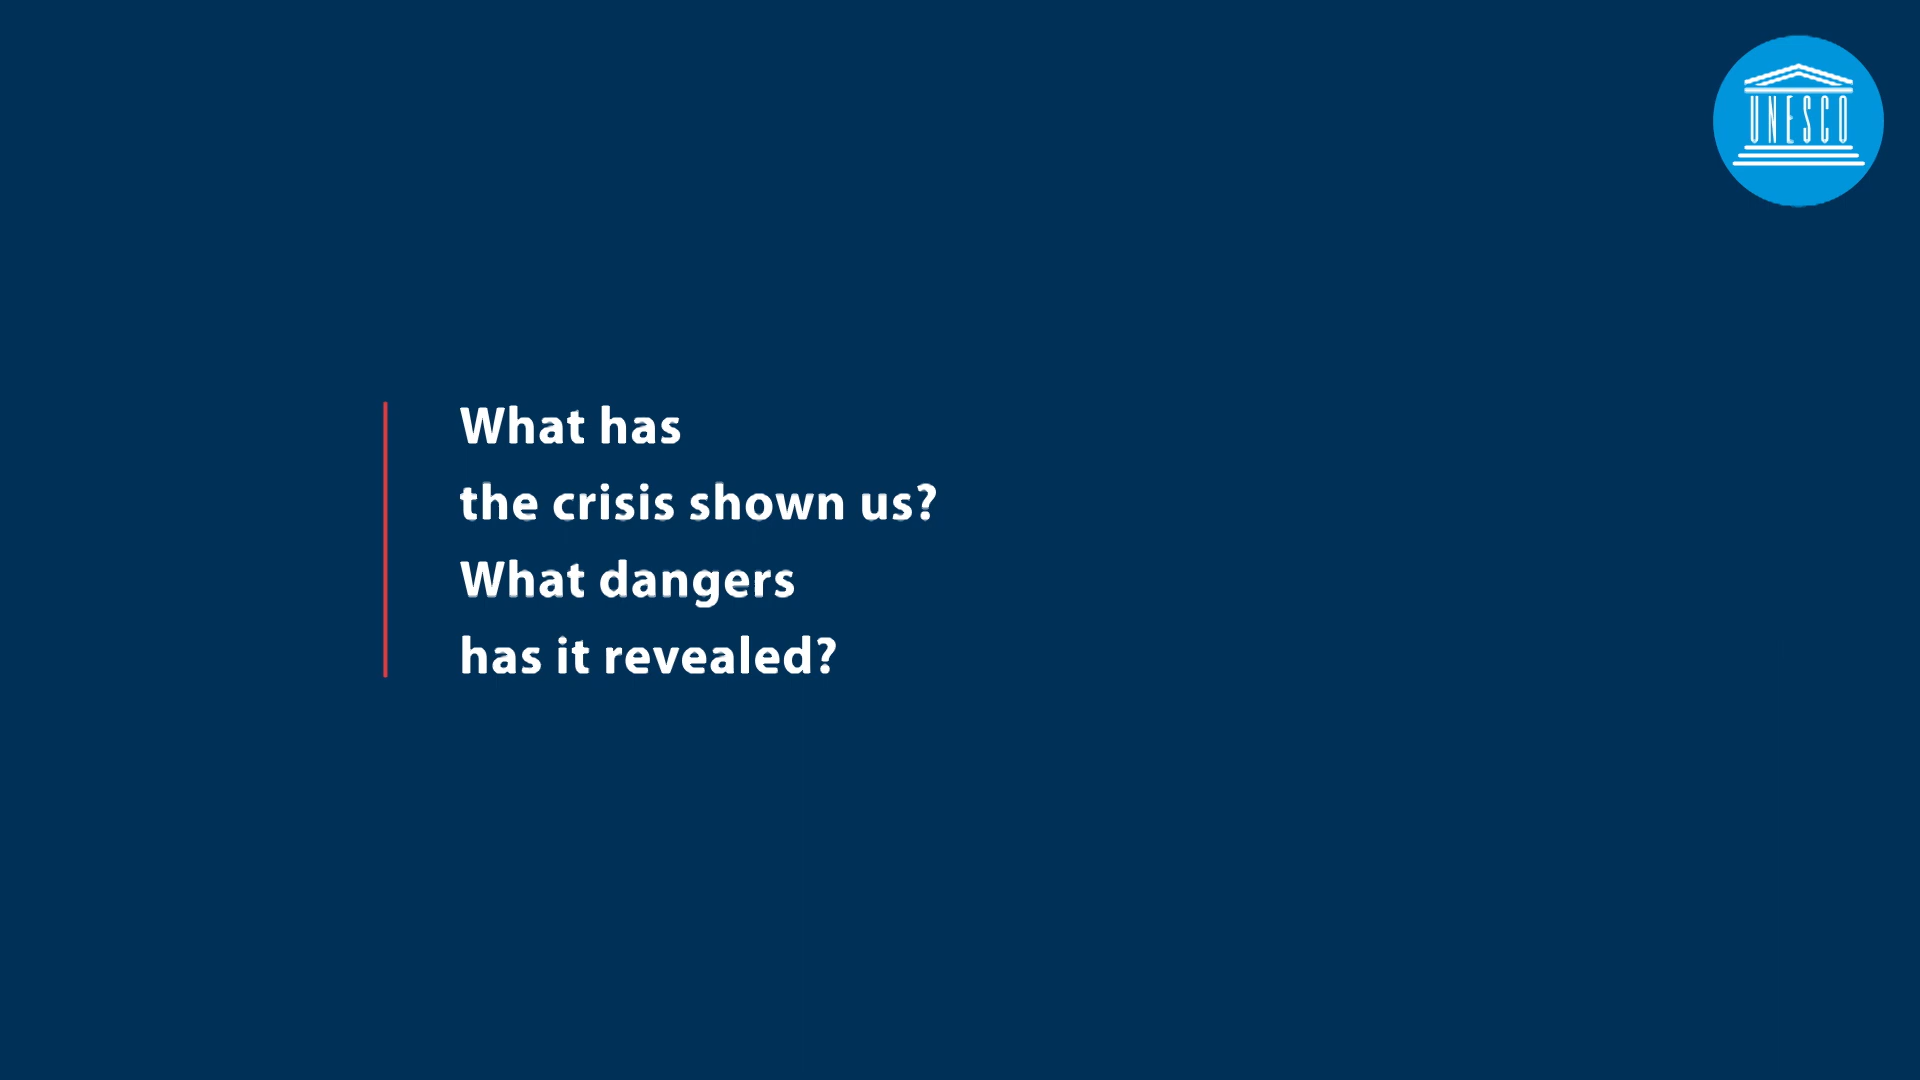 UNESCO
What has
the crisis shown us?
What dangers
has it revealed?